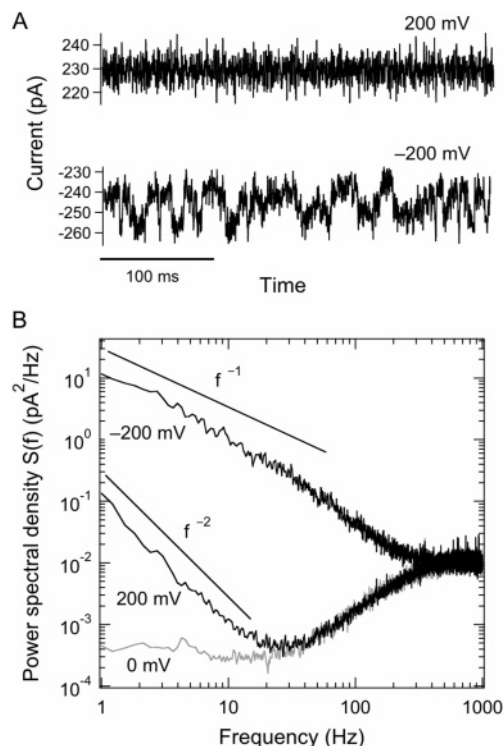 A
200 mV
240
230
220
Current (pA)
–200 mV
-230
-240
-250
-260
100 ms
Time
B
Power spectral density S(f) (pA²/Hz)
10¹
10⁰
10⁻¹
10⁻²
10⁻³
10⁻⁴
f ⁻¹
–200 mV
f ⁻²
200 mV
0 mV
1
10
100
1000
Frequency (Hz)